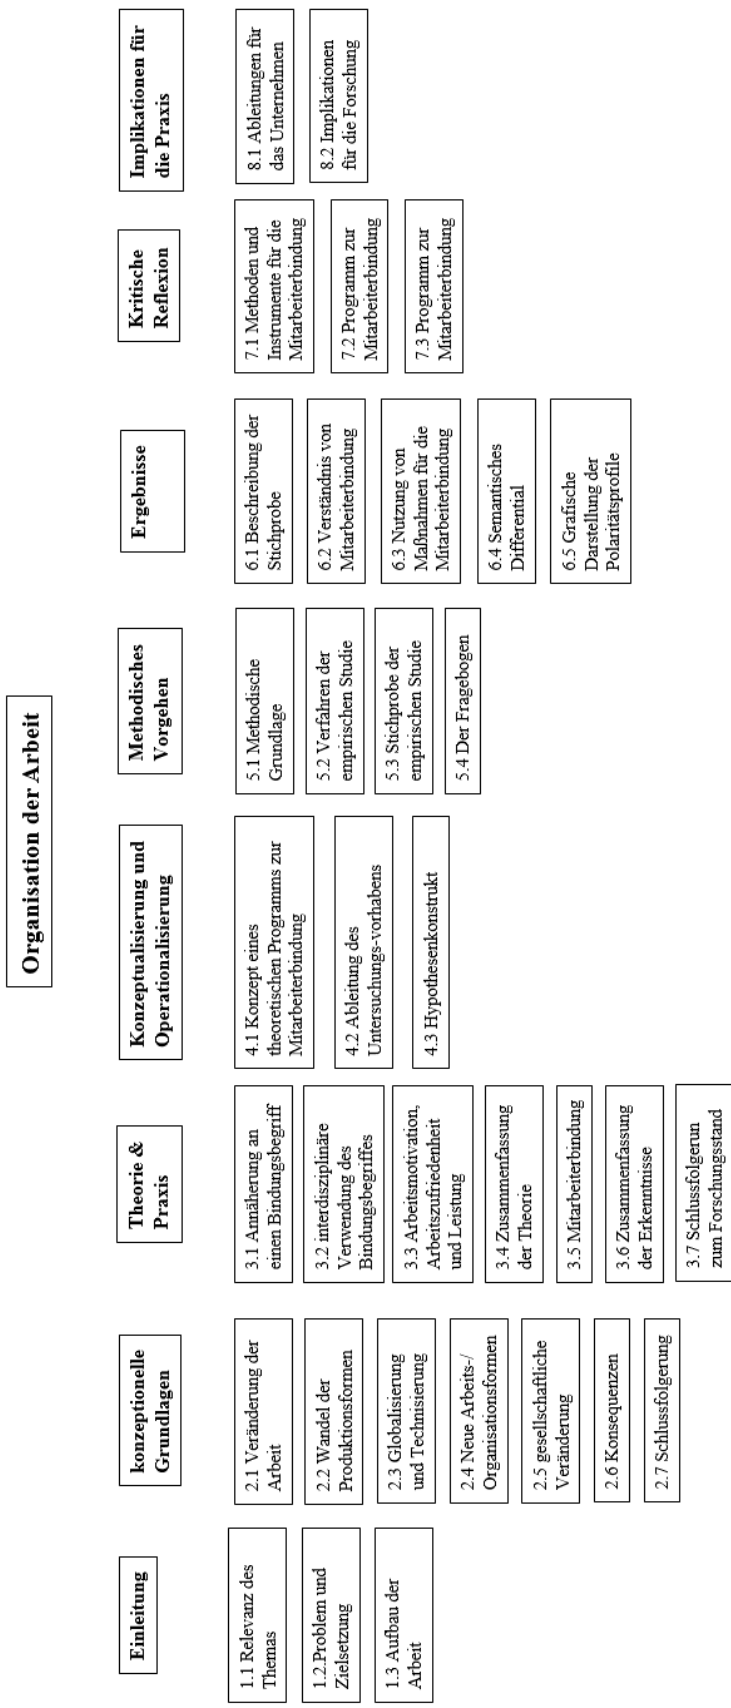 Organisation der Arbeit
Einleitung
1.1 Relevanz des
Themas
1.2.Problem und
Zielsetzung
1.3 Aufbau der
Arbeit
konzeptionelle
Grundlagen
2.1 Veränderung der
Arbeit
2.2 Wandel der
Produktionsformen
2.3 Globalisierung
und Technisierung
2.4 Neue Arbeits-/
Organisationsformen
2.5 gesellschaftliche
Veränderung
2.6 Konsequenzen
2.7 Schlussfolgerung
Theorie &
Praxis
3.1 Annäherung an
einen Bindungsbegriff
3.2 interdisziplinäre
Verwendung des
Bindungsbegriffes
3.3 Arbeitsmotivation,
Arbeitszufriedenheit
und Leistung
3.4 Zusammenfassung
der Theorie
3.5 Mitarbeiterbindung
3.6 Zusammenfassung
der Erkenntnisse
3.7 Schlussfolgerun
zum Forschungsstand
Konzeptualisierung und
Operationalisierung
4.1 Konzept eines
theoretischen Programms zur
Mitarbeiterbindung
4.2 Ableitung des
Untersuchungs-vorhabens
4.3 Hypothesenkonstrukt
Methodisches
Vorgehen
5.1 Methodische
Grundlage
5.2 Verfahren der
empirischen Studie
5.3 Stichprobe der
empirischen Studie
5.4 Der Fragebogen
Ergebnisse
6.1 Beschreibung der
Stichprobe
6.2 Verständnis von
Mitarbeiterbindung
6.3 Nutzung von
Maßnahmen für die
Mitarbeiterbindung
6.4 Semantisches
Differential
6.5 Grafische
Darstellung der
Polaritätsprofile
Kritische
Reflexion
7.1 Methoden und
Instrumente für die
Mitarbeiterbindung
7.2 Programm zur
Mitarbeiterbindung
7.3 Programm zur
Mitarbeiterbindung
Implikationen für
die Praxis
8.1 Ableitungen für
das Unternehmen
8.2 Implikationen
für die Forschung